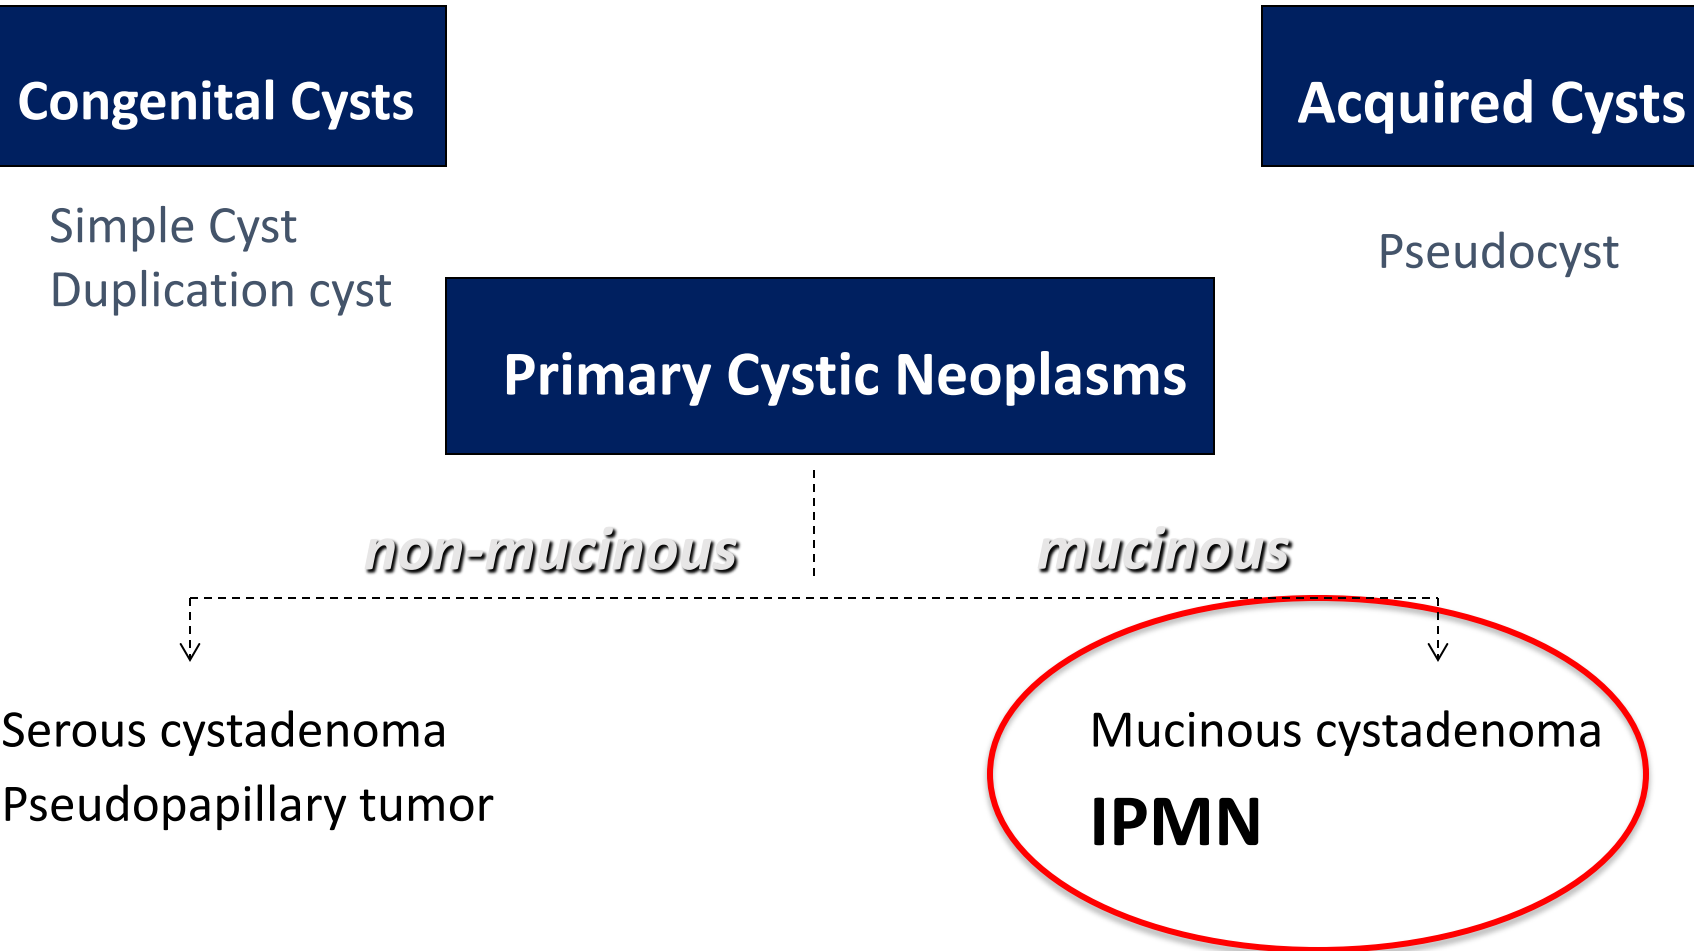 Congenital Cysts
Acquired Cysts
Simple Cyst
Duplication cyst
Pseudocyst
Primary Cystic Neoplasms
non-mucinous
mucinous
Serous cystadenoma
Pseudopapillary tumor
Mucinous cystadenoma
IPMN